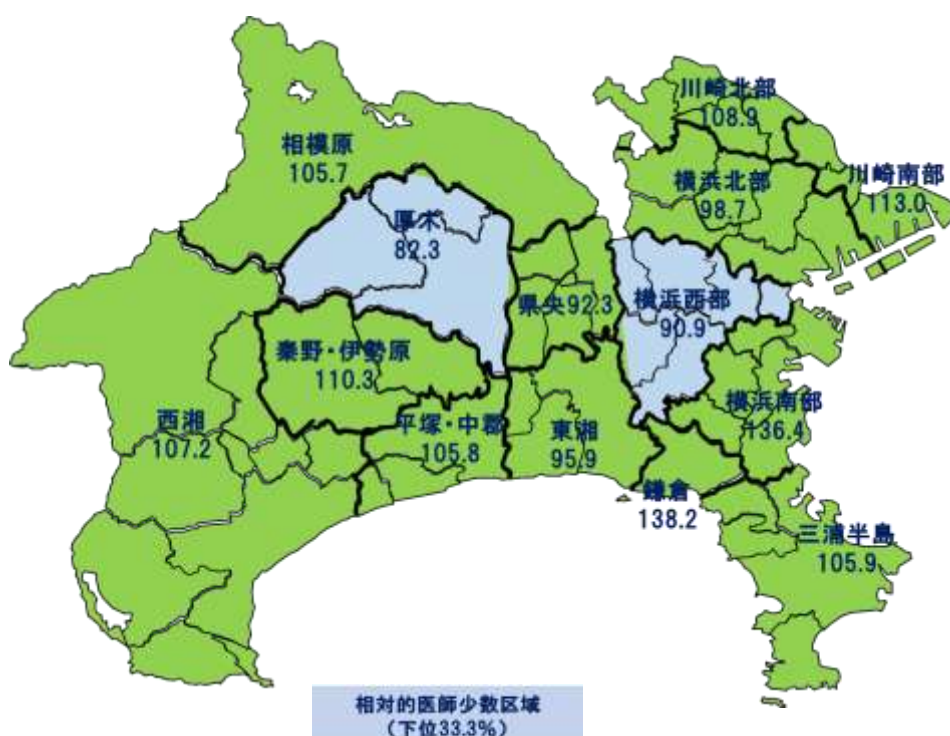 川崎北部
108.9
相模原
105.7
横浜北部
98.7
川崎南部
113.0
厚木
82.3
県央92.3
横浜西部
90.9
秦野・伊勢原
110.3
横浜南部
136.4
西湘
107.2
平塚・中郡
105.8
東湘
95.9
鎌倉
138.2
三浦半島
105.9
相対的医師少数区域
(下位33.3%)